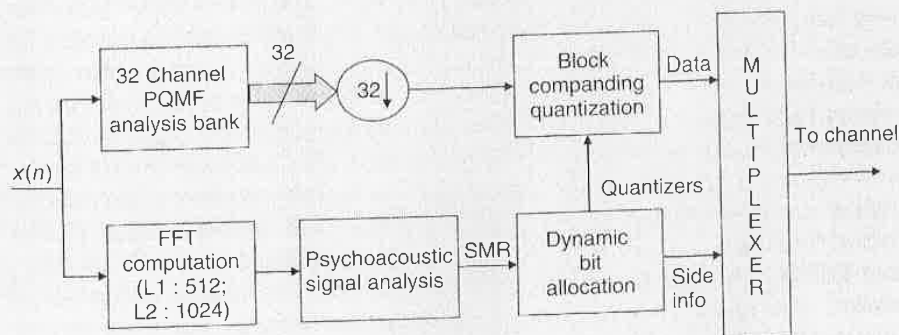 32 Channel
PQMF
analysis bank
32
32
Block
companding
quantization
Data
MULTIPLEXER
To channel
x(n)
Quantizers
FFT
computation
(L1 : 512;
L2 : 1024)
Psychoacoustic
signal analysis
SMR
Dynamic
bit
allocation
Side
info